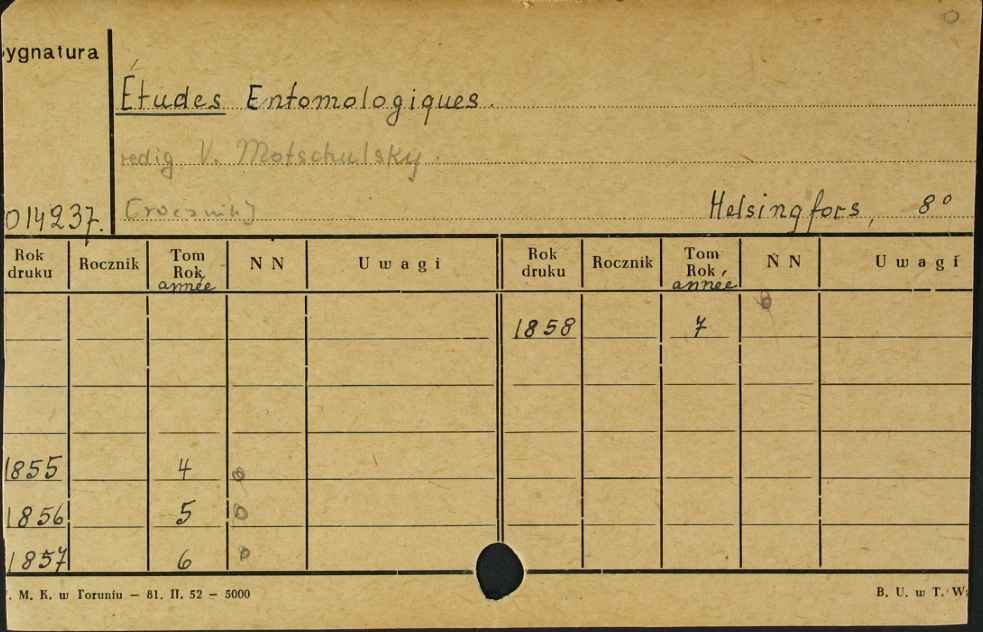 ygnatura
O
Études Entomologiques.
redig V. Motschulsky.
014237. [rocznik] Helsingfors, 8°
Rok druku Rocznik Tom Rok année N N Uwagi Rok druku Rocznik Tom Rok année N N Uwagi
1858 7
1855 4
1856 5
1857 6
. M. K. w Toruniu — 81. II. 52 — 5000 B. U. w T. W